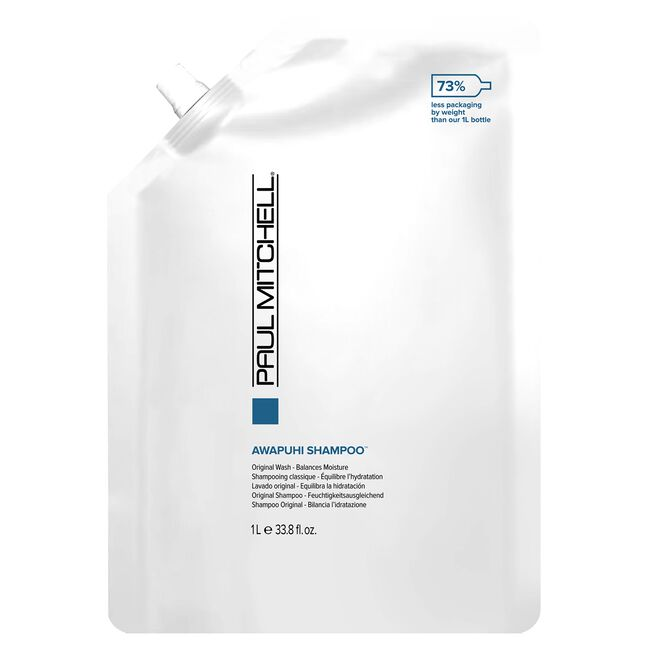 73%
less packaging
by weight
than our 1L bottle
PAUL MITCHELL®
AWAPUHI SHAMPOO™
Original Wash - Balances Moisture
Shampooing classique - Équilibre l'hydratation
Lavado original - Equilibra la hidratación
Original Shampoo - Feuchtigkeitsausgleichend
Shampoo Original - Bilancia l'idratazione
1L ℮ 33.8 fl. oz.